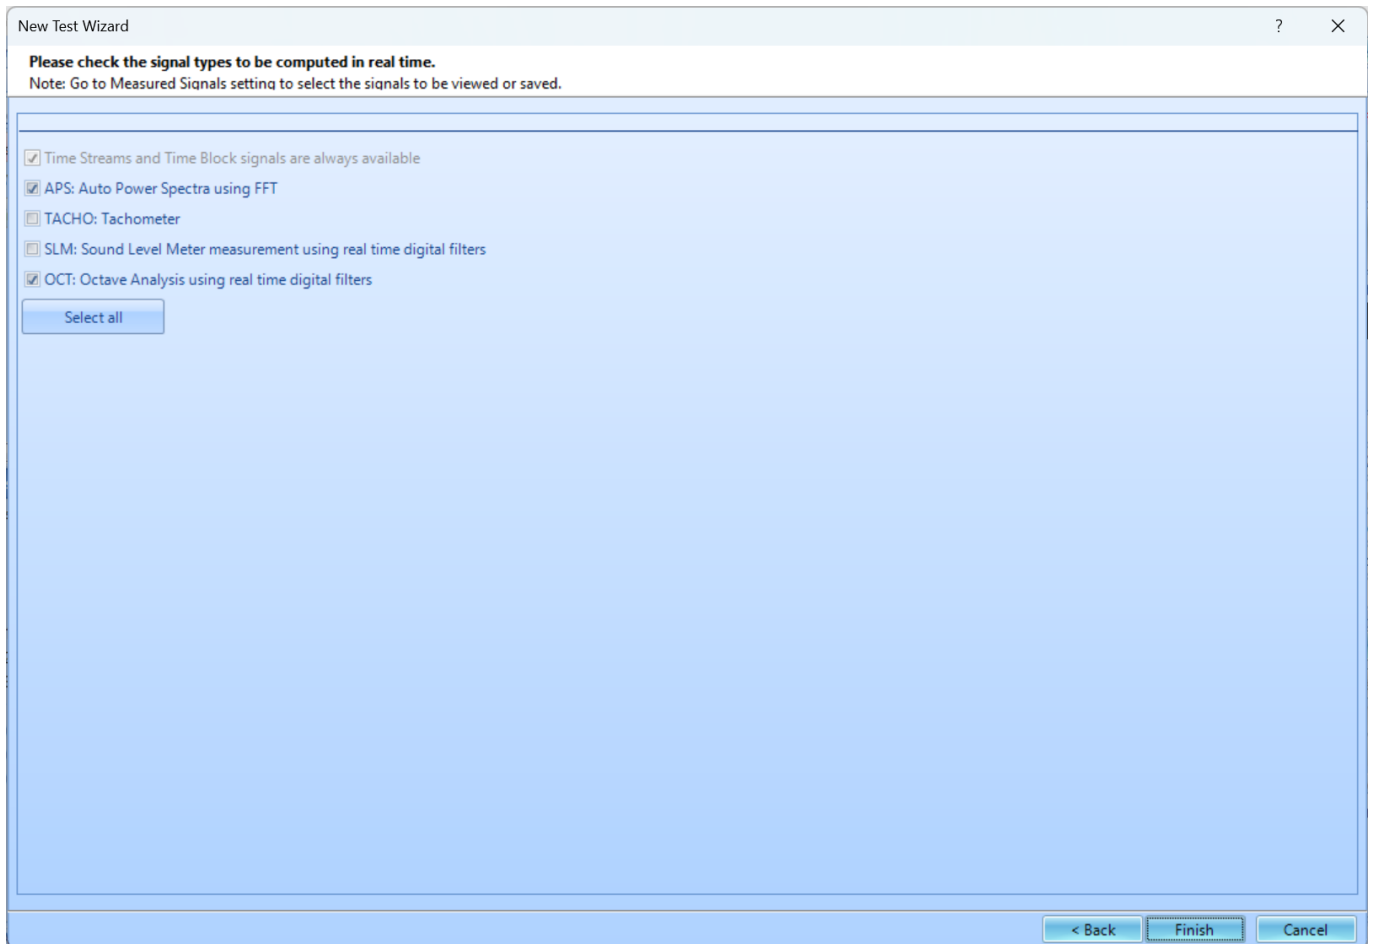 New Test Wizard
?
Please check the signal types to be computed in real time.
Note: Go to Measured Signals setting to select the signals to be viewed or saved.
Time Streams and Time Block signals are always available
APS: Auto Power Spectra using FFT
TACHO: Tachometer
SLM: Sound Level Meter measurement using real time digital filters
OCT: Octave Analysis using real time digital filters
Select all
< Back
Finish
Cancel